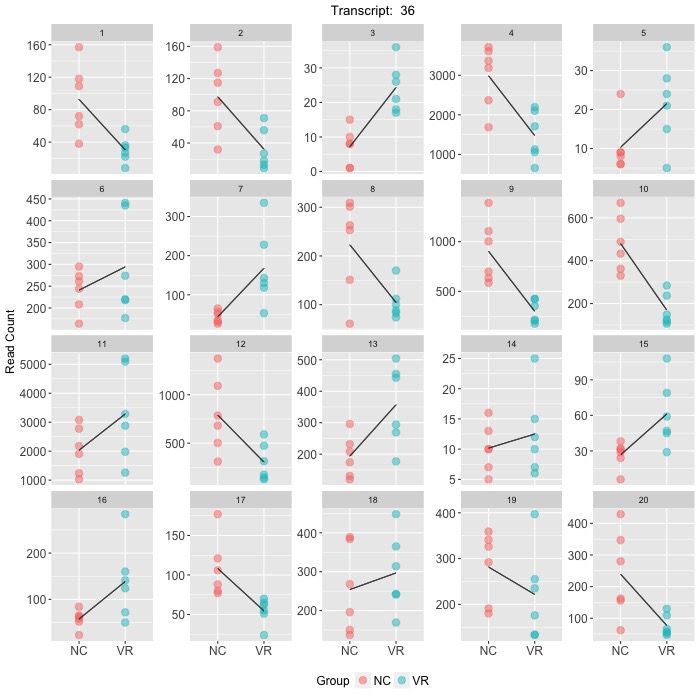 Transcript: 36
1 2 3 4 5
160 120 80 40
160 120 80 40
30 20 10 0
3000 2000 1000
30 20 10
6 7 8 9 10
450 400 350 300 250 200
300 200 100
300 200 100
1000 500
600 400 200
Read Count
11 12 13 14 15
5000 4000 3000 2000 1000
1000 500
500 400 300 200
25 20 15 10 5
90 60 30
16 17 18 19 20
200 100
150 100 50
400 300 200
400 300 200
400 300 200 100
NC VR NC VR NC VR NC VR NC VR
Group NC VR